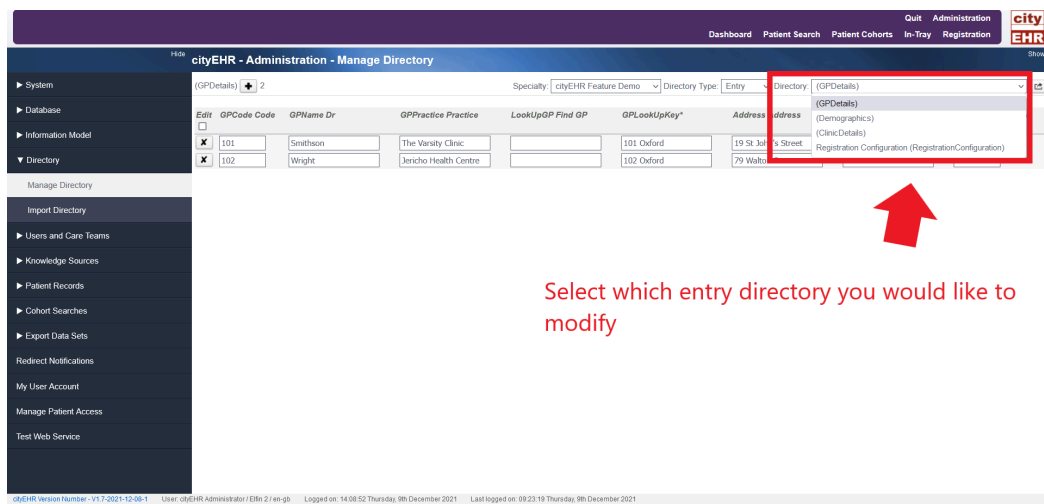 Quit Administration
Dashboard Patient Search Patient Cohorts In-Tray Registration
city
EHR
Hide
cityEHR - Administration - Manage Directory
Show
► System
► Database
► Information Model
▼ Directory
Manage Directory
Import Directory
► Users and Care Teams
► Knowledge Sources
► Patient Records
► Cohort Searches
► Export Data Sets
Redirect Notifications
My User Account
Manage Patient Access
Test Web Service
(GPDetails) + 2 Specialty: cityEHR Feature Demo Directory Type: Entry Directory: (GPDetails)
(GPDetails)
(Demographics)
(ClinicDetails)
Registration Configuration (RegistrationConfiguration)
Edit GPCode Code GPName Dr GPPractice Practice LookUpGP Find GP GPLookUpKey* Address Address
X 101 Smithson The Varsity Clinic 101 Oxford 19 St John's Street
X 102 Wright Jericho Health Centre 102 Oxford 79 Walton
Select which entry directory you would like to
modify
cityEHR Version Number - V1.7-2021-12-08-1 User: cityEHR Administrator / Elfin 2 / en-gb Logged on: 14:08:52 Thursday, 9th December 2021 Last logged on: 09:23:19 Thursday, 9th December 2021